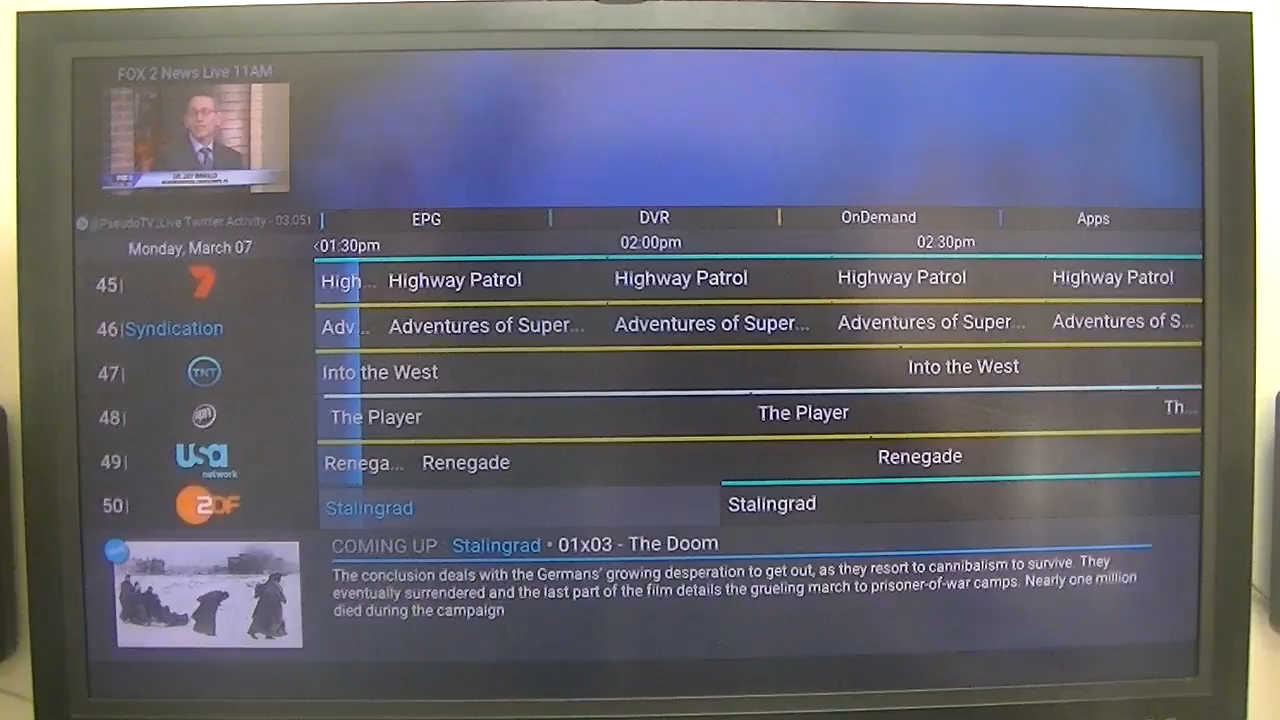 FOX 2 News Live 11AM
@PseudoTV_Live Twitter Activity - 03:05
EPG DVR OnDemand Apps
Monday, March 07 <01:30pm 02:00pm 02:30pm
45| 7 High... Highway Patrol Highway Patrol Highway Patrol Highway Patrol
46| Syndication Adv... Adventures of Super... Adventures of Super... Adventures of Super... Adventures of S...
47| TNT Into the West Into the West
48| The Player The Player Th...
49| usa network Renega... Renegade Renegade
50| 2DF Stalingrad Stalingrad
COMING UP : Stalingrad • 01x03 - The Doom
The conclusion deals with the Germans' growing desperation to get out, as they resort to cannibalism to survive. They
eventually surrendered and the last part of the film details the grueling march to prisoner-of-war camps. Nearly one million
died during the campaign